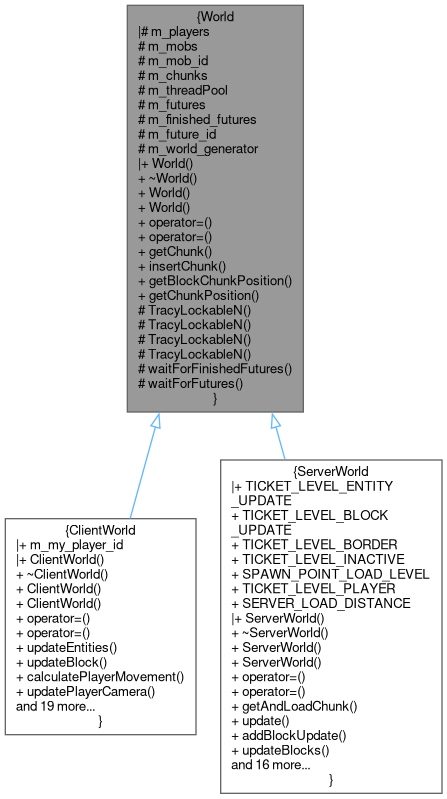 {World
|# m_players
# m_mobs
# m_mob_id
# m_chunks
# m_threadPool
# m_futures
# m_finished_futures
# m_future_id
# m_world_generator
|+ World()
+ ~World()
+ World()
+ World()
+ operator=()
+ operator=()
+ getChunk()
+ insertChunk()
+ getBlockChunkPosition()
+ getChunkPosition()
# TracyLockableN()
# TracyLockableN()
# TracyLockableN()
# TracyLockableN()
# waitForFinishedFutures()
# waitForFutures()
}
{ClientWorld
|+ m_my_player_id
|+ ClientWorld()
+ ~ClientWorld()
+ ClientWorld()
+ ClientWorld()
+ operator=()
+ operator=()
+ updateEntities()
+ updateBlock()
+ calculatePlayerMovement()
+ updatePlayerCamera()
and 19 more...
}
{ServerWorld
|+ TICKET_LEVEL_ENTITY
_UPDATE
+ TICKET_LEVEL_BLOCK
_UPDATE
+ TICKET_LEVEL_BORDER
+ TICKET_LEVEL_INACTIVE
+ SPAWN_POINT_LOAD_LEVEL
+ TICKET_LEVEL_PLAYER
+ SERVER_LOAD_DISTANCE
|+ ServerWorld()
+ ~ServerWorld()
+ ServerWorld()
+ ServerWorld()
+ operator=()
+ operator=()
+ getAndLoadChunk()
+ update()
+ addBlockUpdate()
+ updateBlocks()
and 16 more...
}